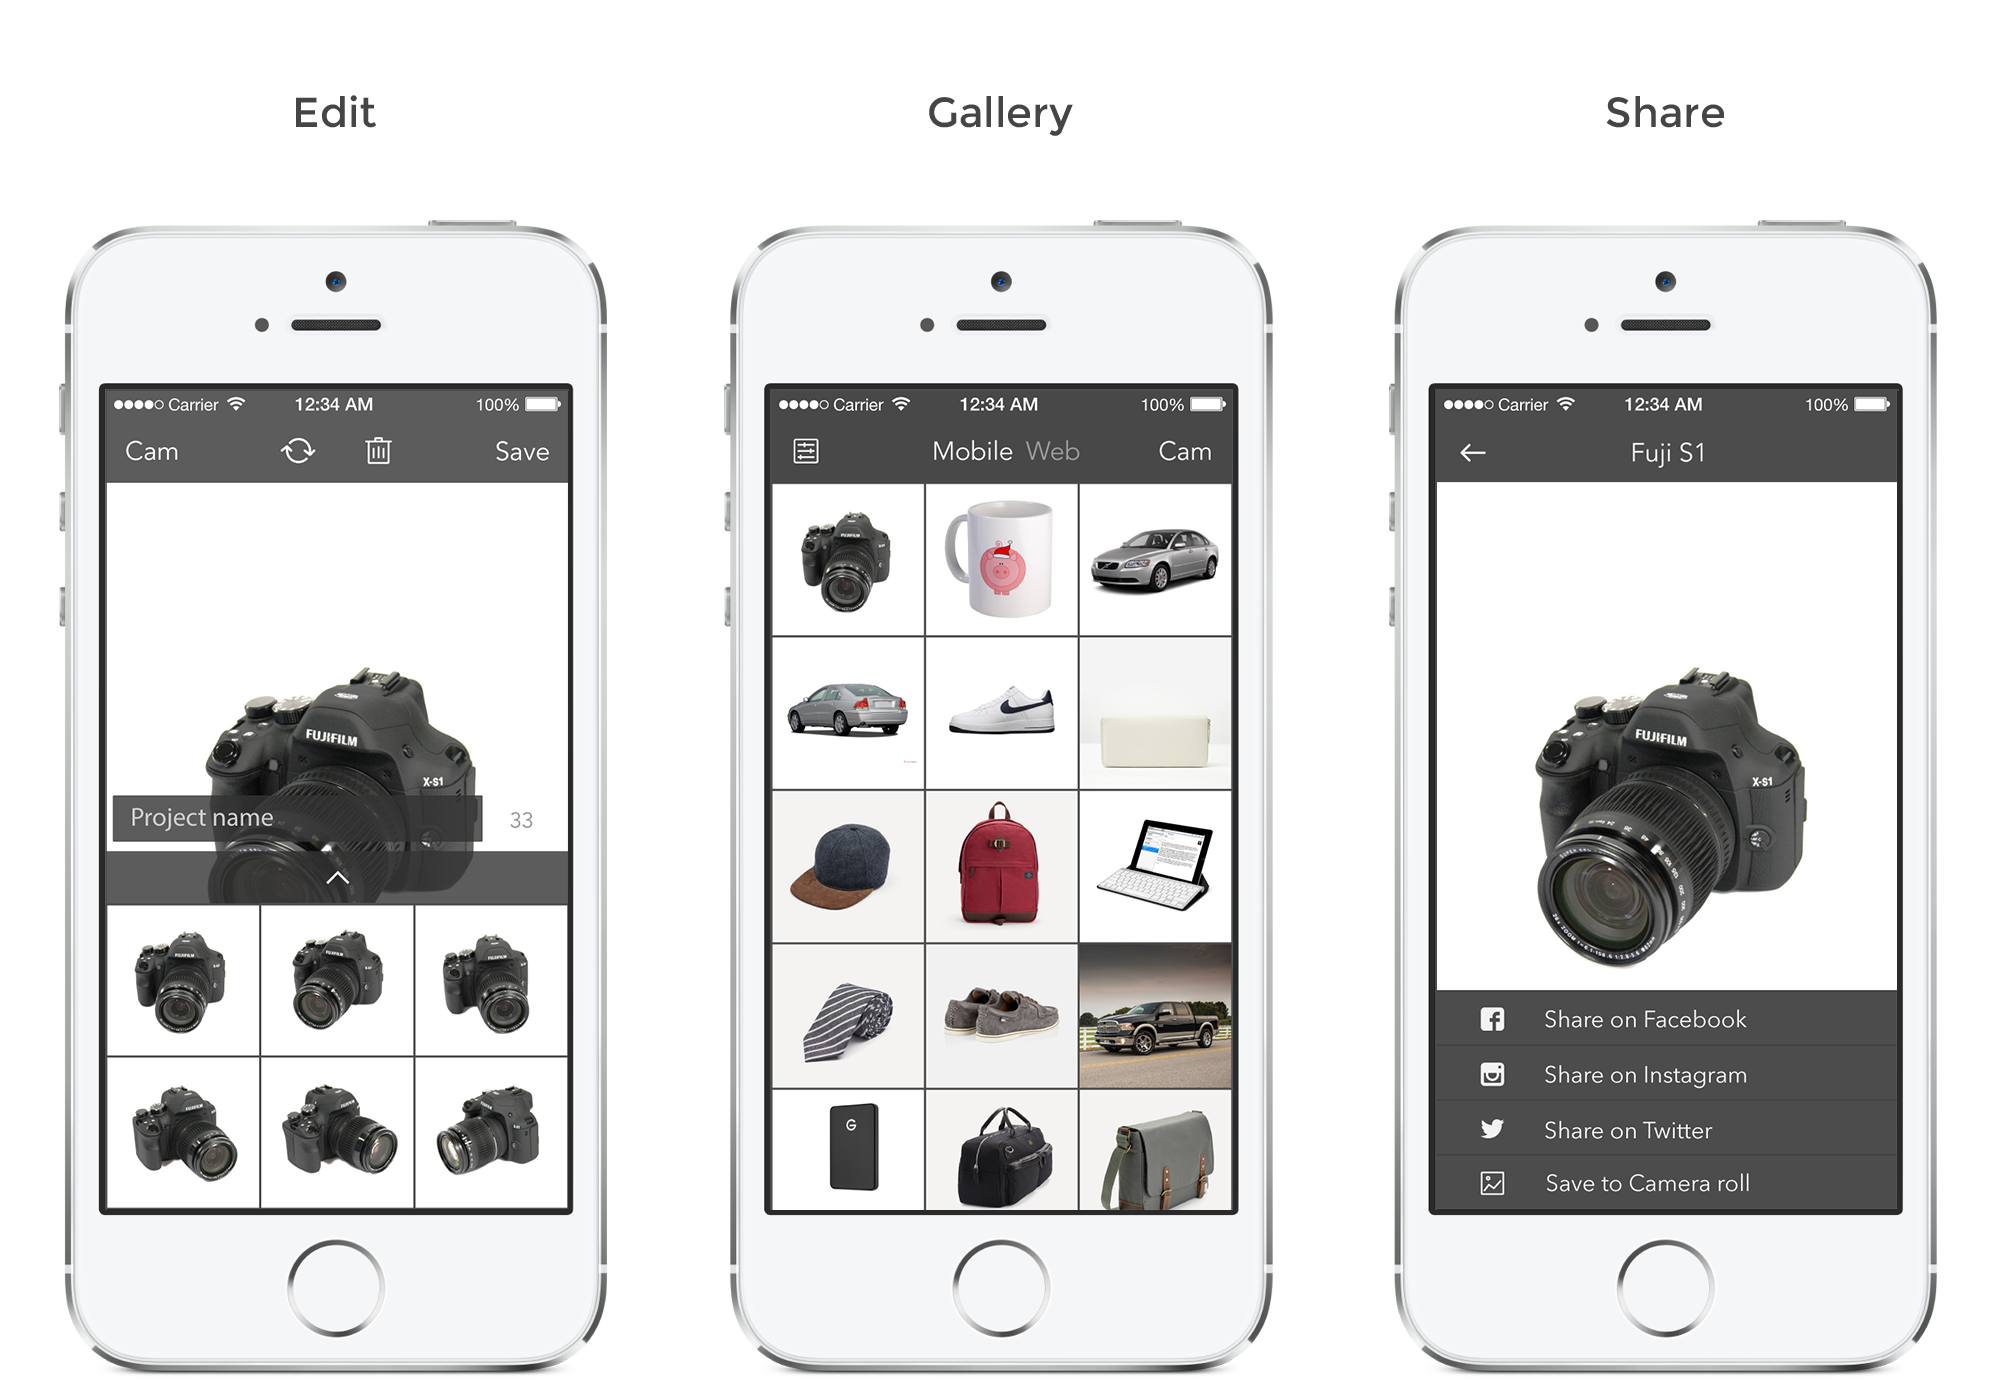 Edit
Gallery
Share
Carrier
12:34 AM
100%
Cam
Save
FUJIFILM
X-S1
Project name
33
Carrier
12:34 AM
100%
Mobile Web
Cam
FUJIFILM
G
Carrier
12:34 AM
100%
Fuji S1
FUJIFILM
X-S1
Share on Facebook
Share on Instagram
Share on Twitter
Save to Camera roll